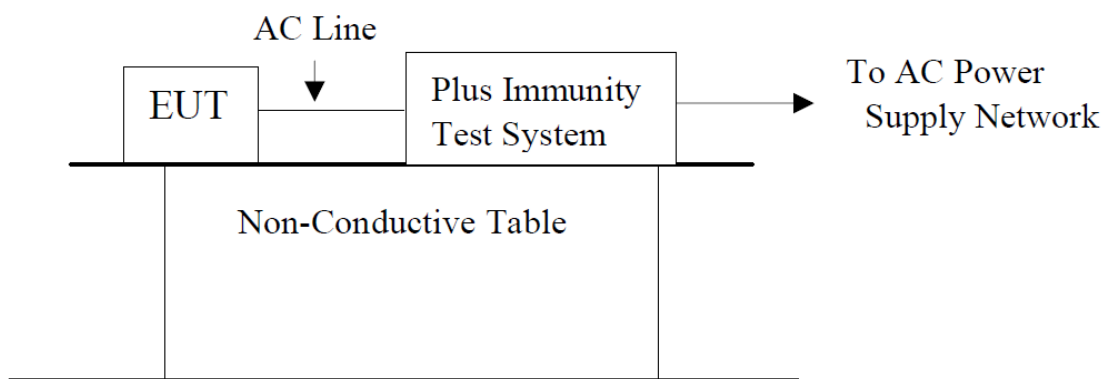 AC Line
EUT
Plus Immunity
Test System
To AC Power
Supply Network
Non-Conductive Table